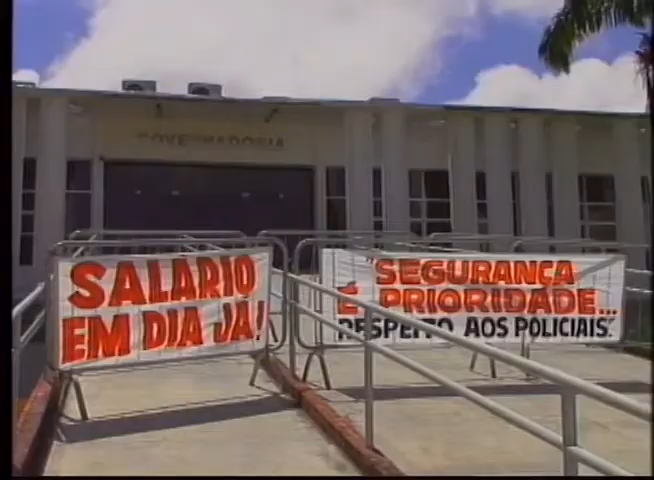 GOVERNADORIA
SALARIO
EM DIA JÁ!
"SEGURANÇA
É PRIORIDADE...
RESPEITO AOS POLICIAIS."